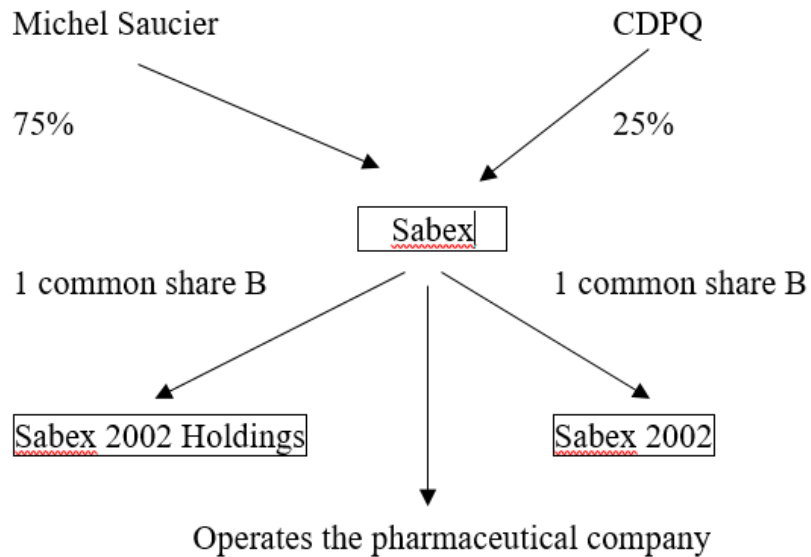 Michel Saucier
CDPQ
75%
25%
Sabex
1 common share B
1 common share B
Sabex 2002 Holdings
Sabex 2002
Operates the pharmaceutical company